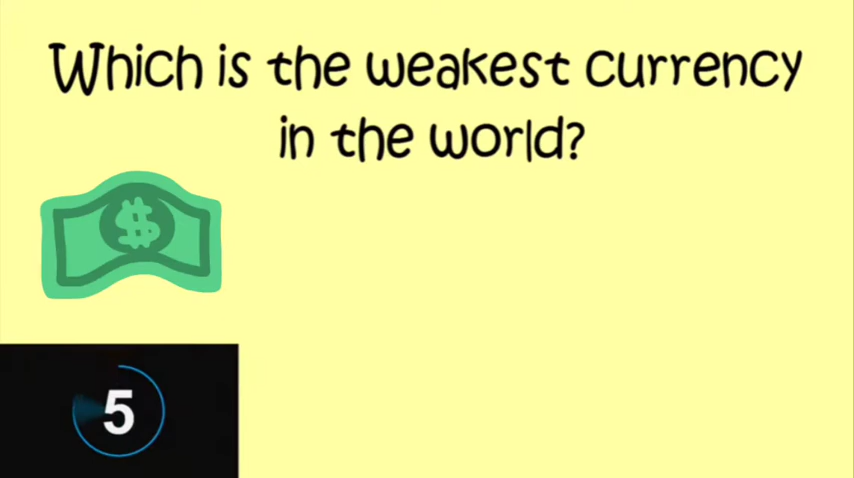 Which is the weakest currency
in the world?
$
5